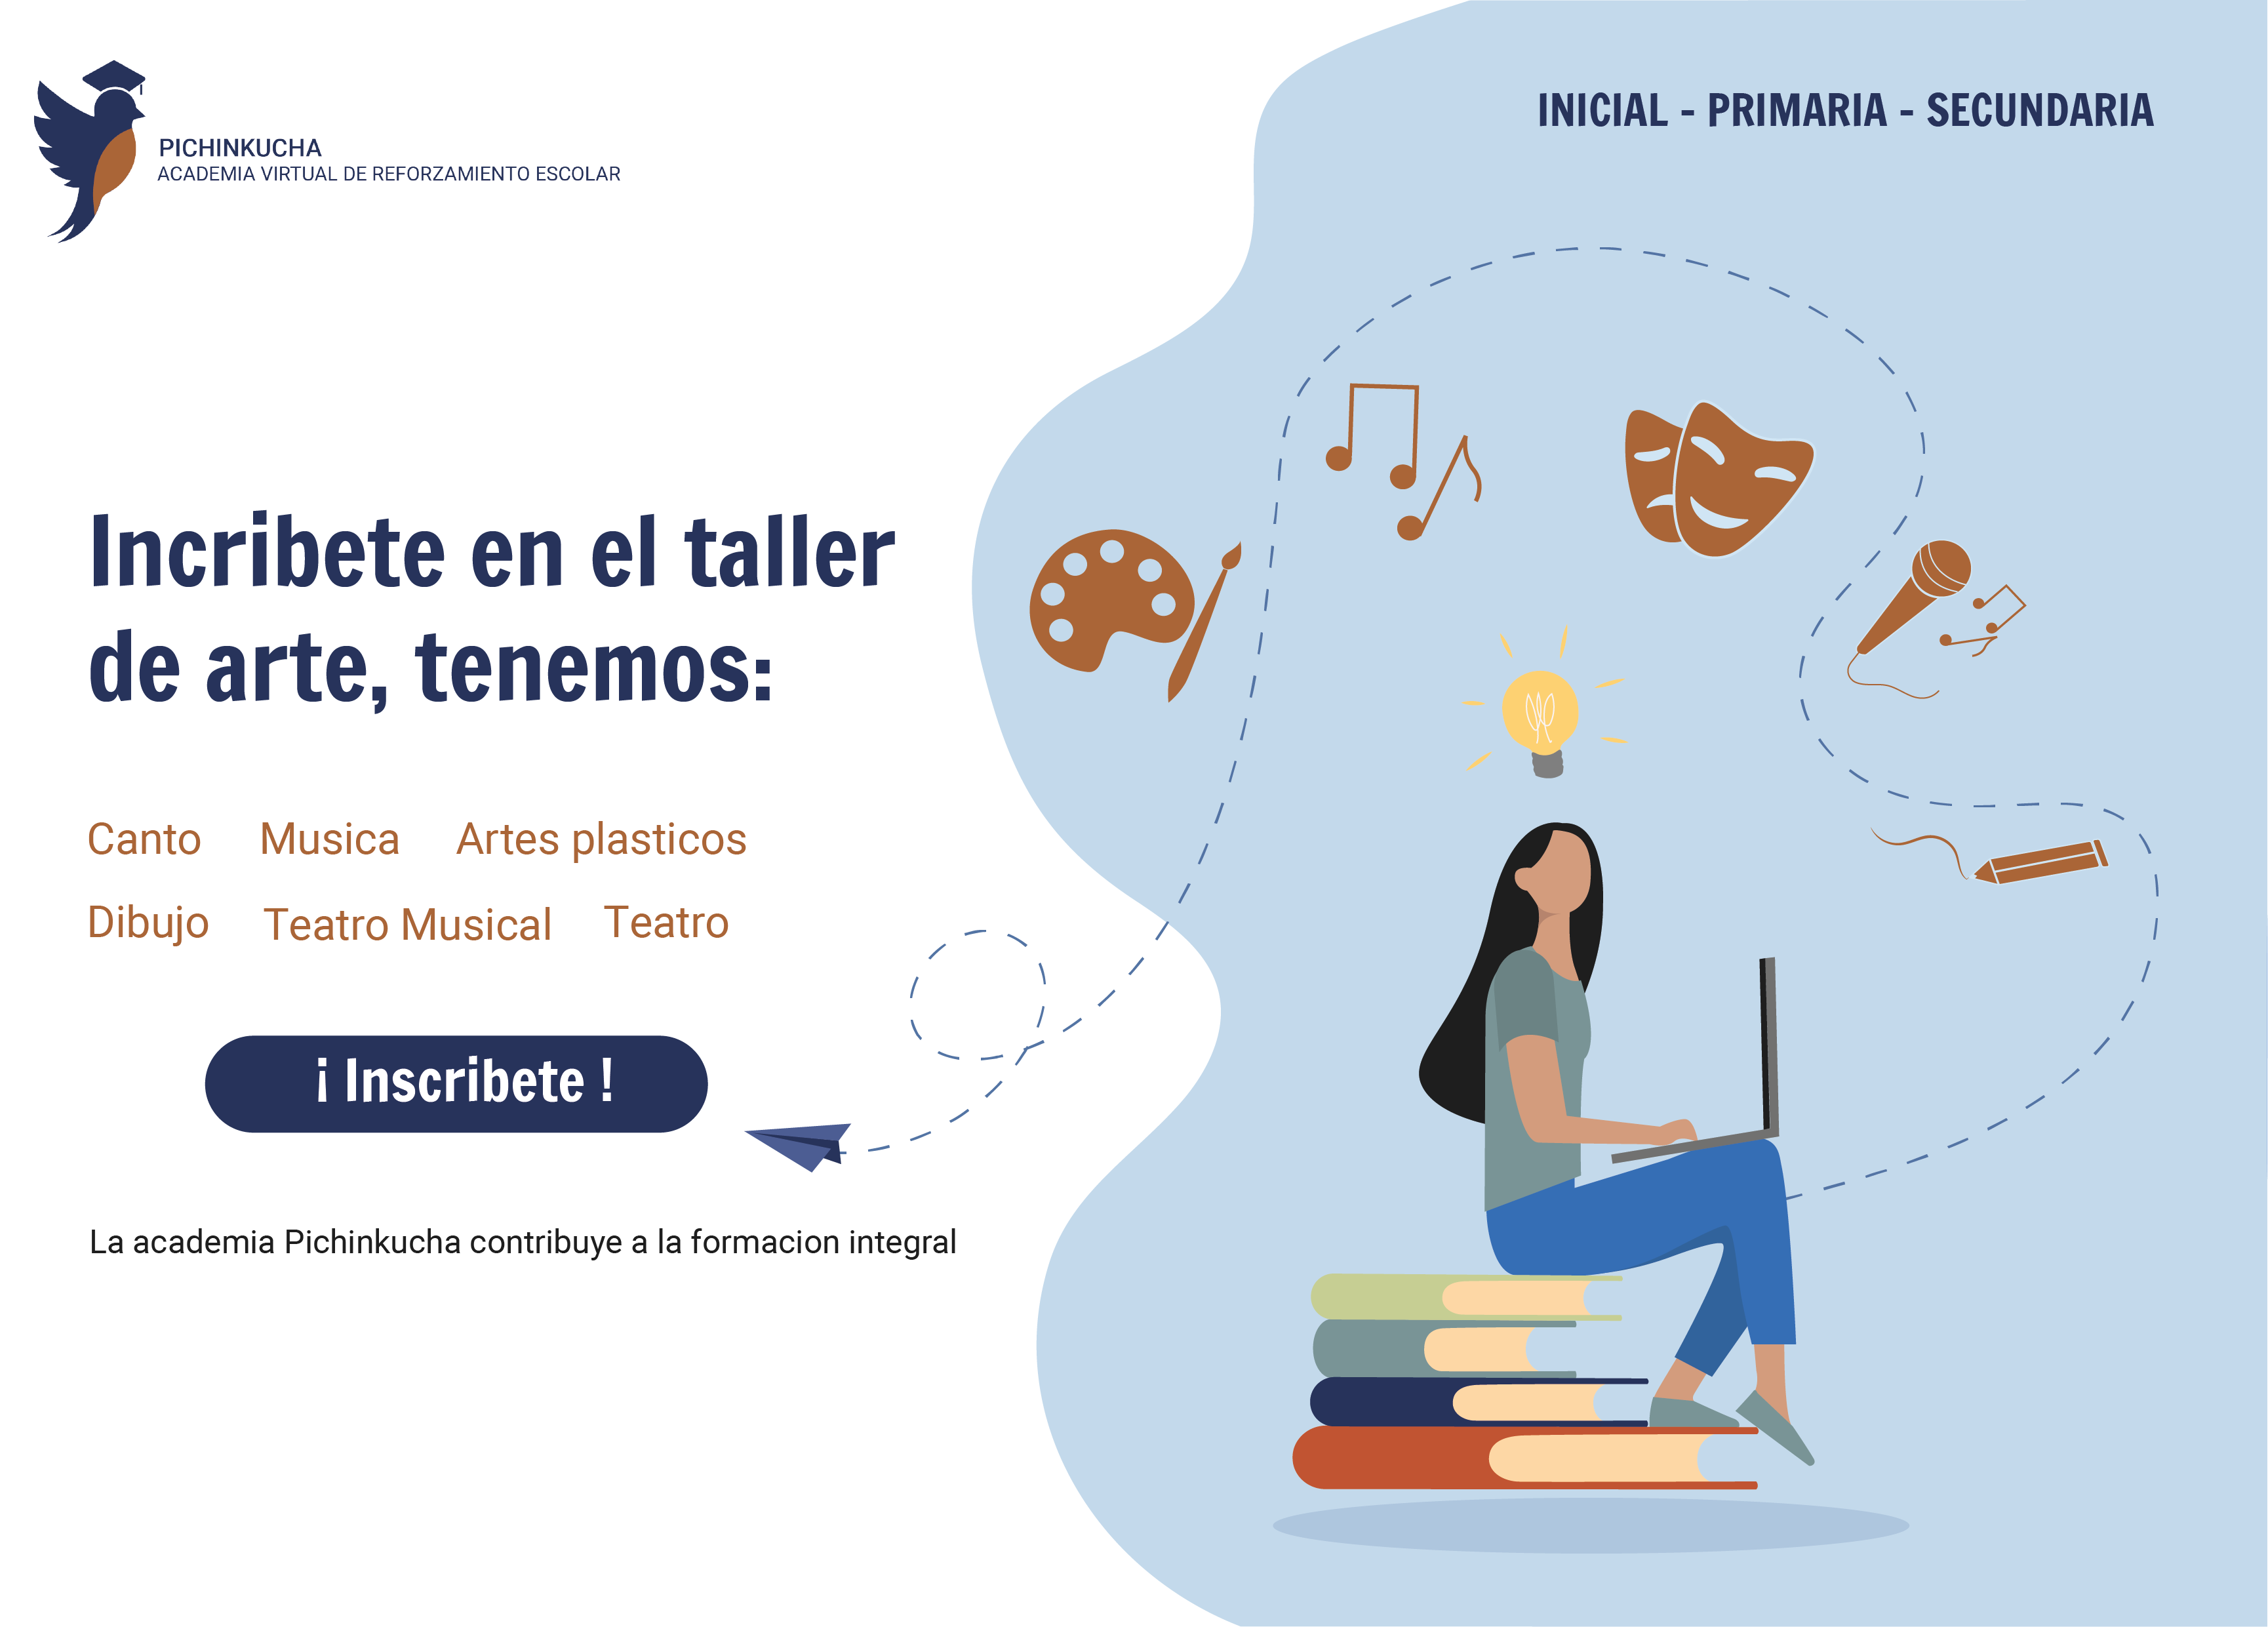 PICHINKUCHA
ACADEMIA VIRTUAL DE REFORZAMIENTO ESCOLAR
INICIAL - PRIMARIA - SECUNDARIA
Incribete en el taller
de arte, tenemos:
Canto Musica Artes plasticos
Dibujo Teatro Musical Teatro
¡ Inscribete !
La academia Pichinkucha contribuye a la formacion integral